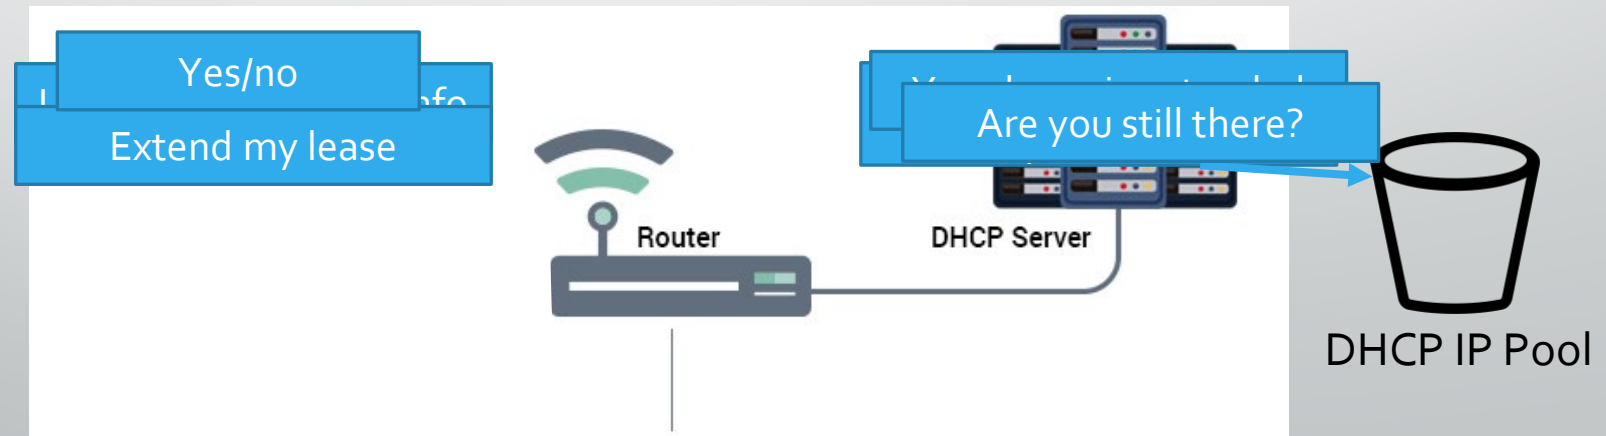 Yes/no
Extend my lease
Are you still there?
Router
DHCP Server
DHCP IP Pool